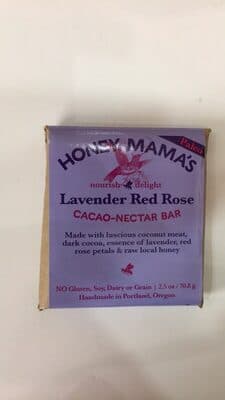 Paleo
HONEY MAMA'S
nourish delight
Lavender Red Rose
CACAO-NECTAR BAR
Made with luscious coconut meat,
dark cocoa, essence of lavender, red
rose petals & raw local honey
NO Gluten, Soy, Dairy or Grain | 2.5 oz / 70.8 g
Handmade in Portland, Oregon